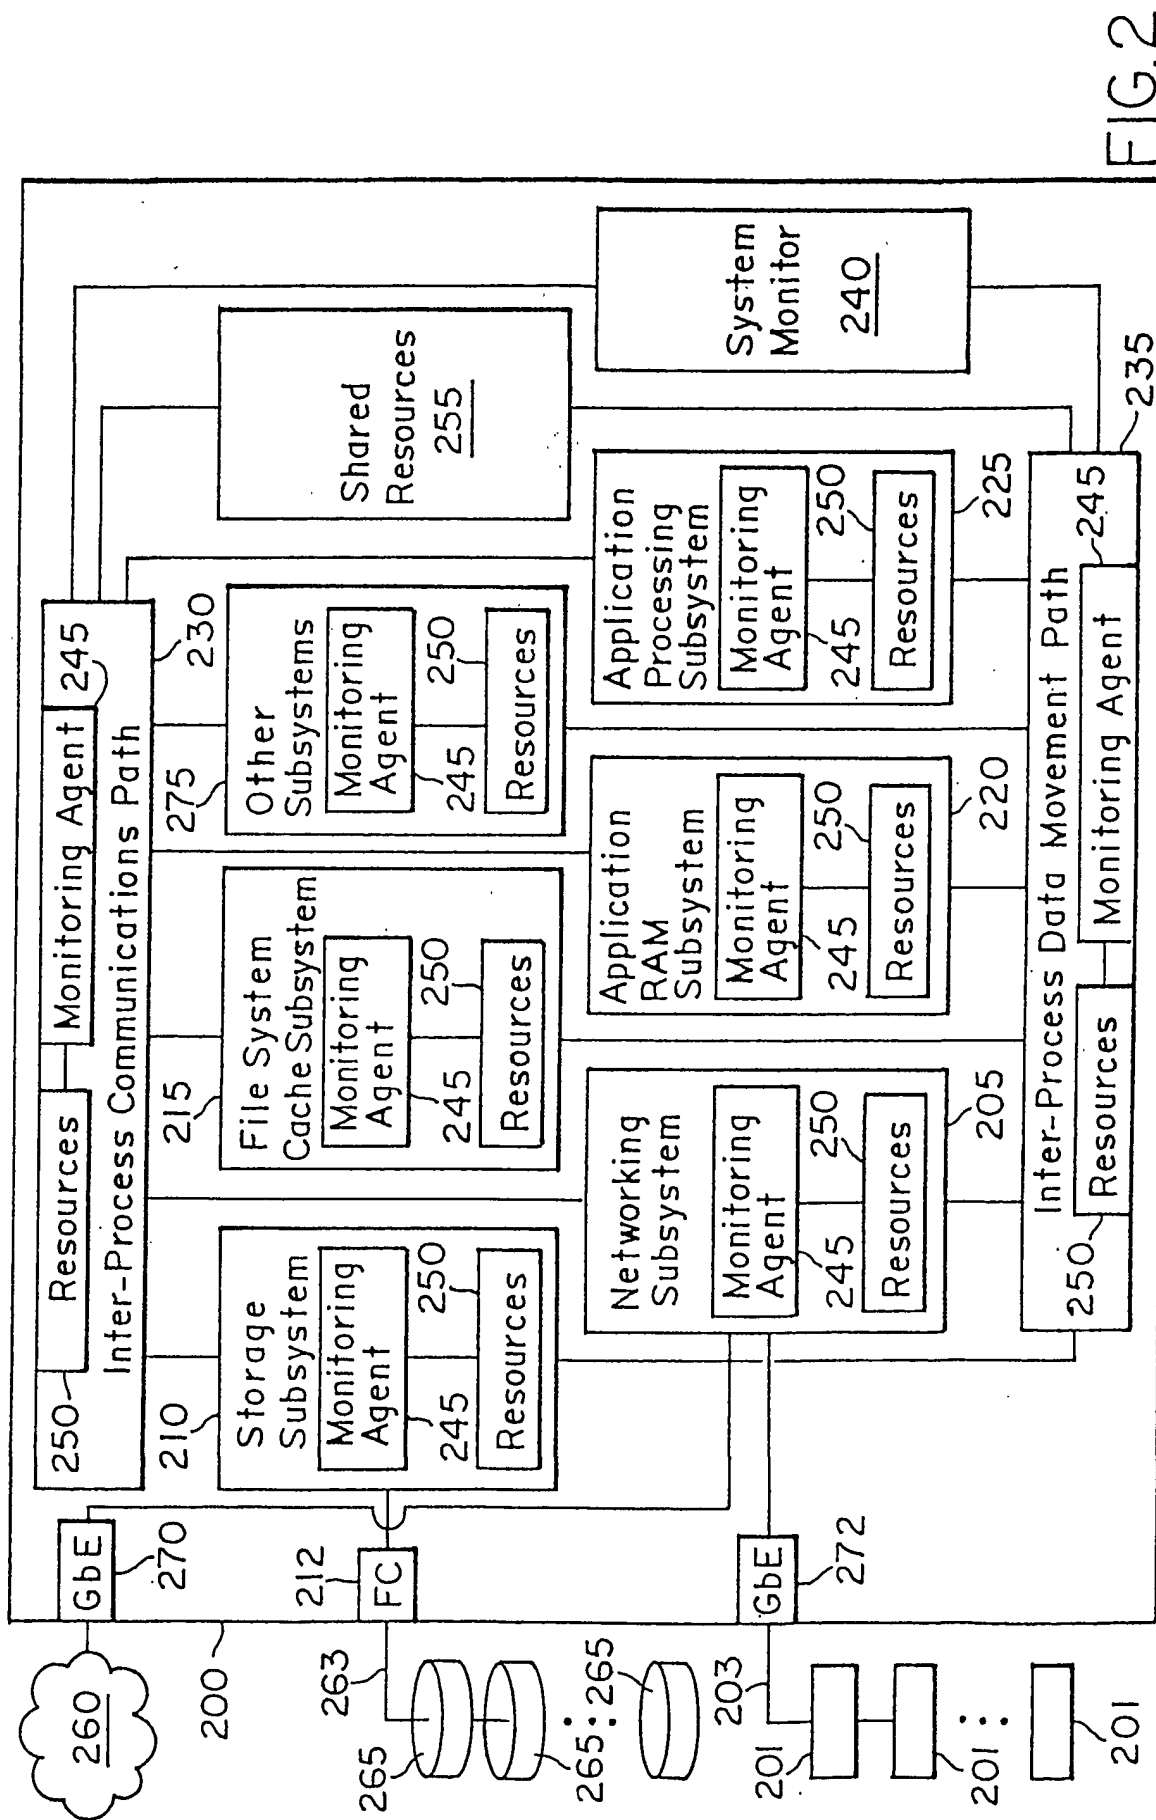 FIG. 2
260
GbE
270
200
250
Resources
Monitoring Agent
245
Inter-Process Communications Path
230
263
FC
212
265
265
265
210
Storage
Subsystem
Monitoring
Agent
245
250
Resources
215
File System
Cache Subsystem
Monitoring
Agent
245
250
Resources
275
Other
Subsystems
Monitoring
Agent
245
250
Resources
Shared
Resources
255
203
GbE
272
201
201
201
Networking
Subsystem
Monitoring
Agent
245
250
Resources
205
Application
RAM
Subsystem
Monitoring
Agent
245
250
Resources
220
Application
Processing
Subsystem
Monitoring
Agent
245
250
Resources
225
System
Monitor
240
Inter-Process Data Movement Path
235
250
Resources
Monitoring Agent
245